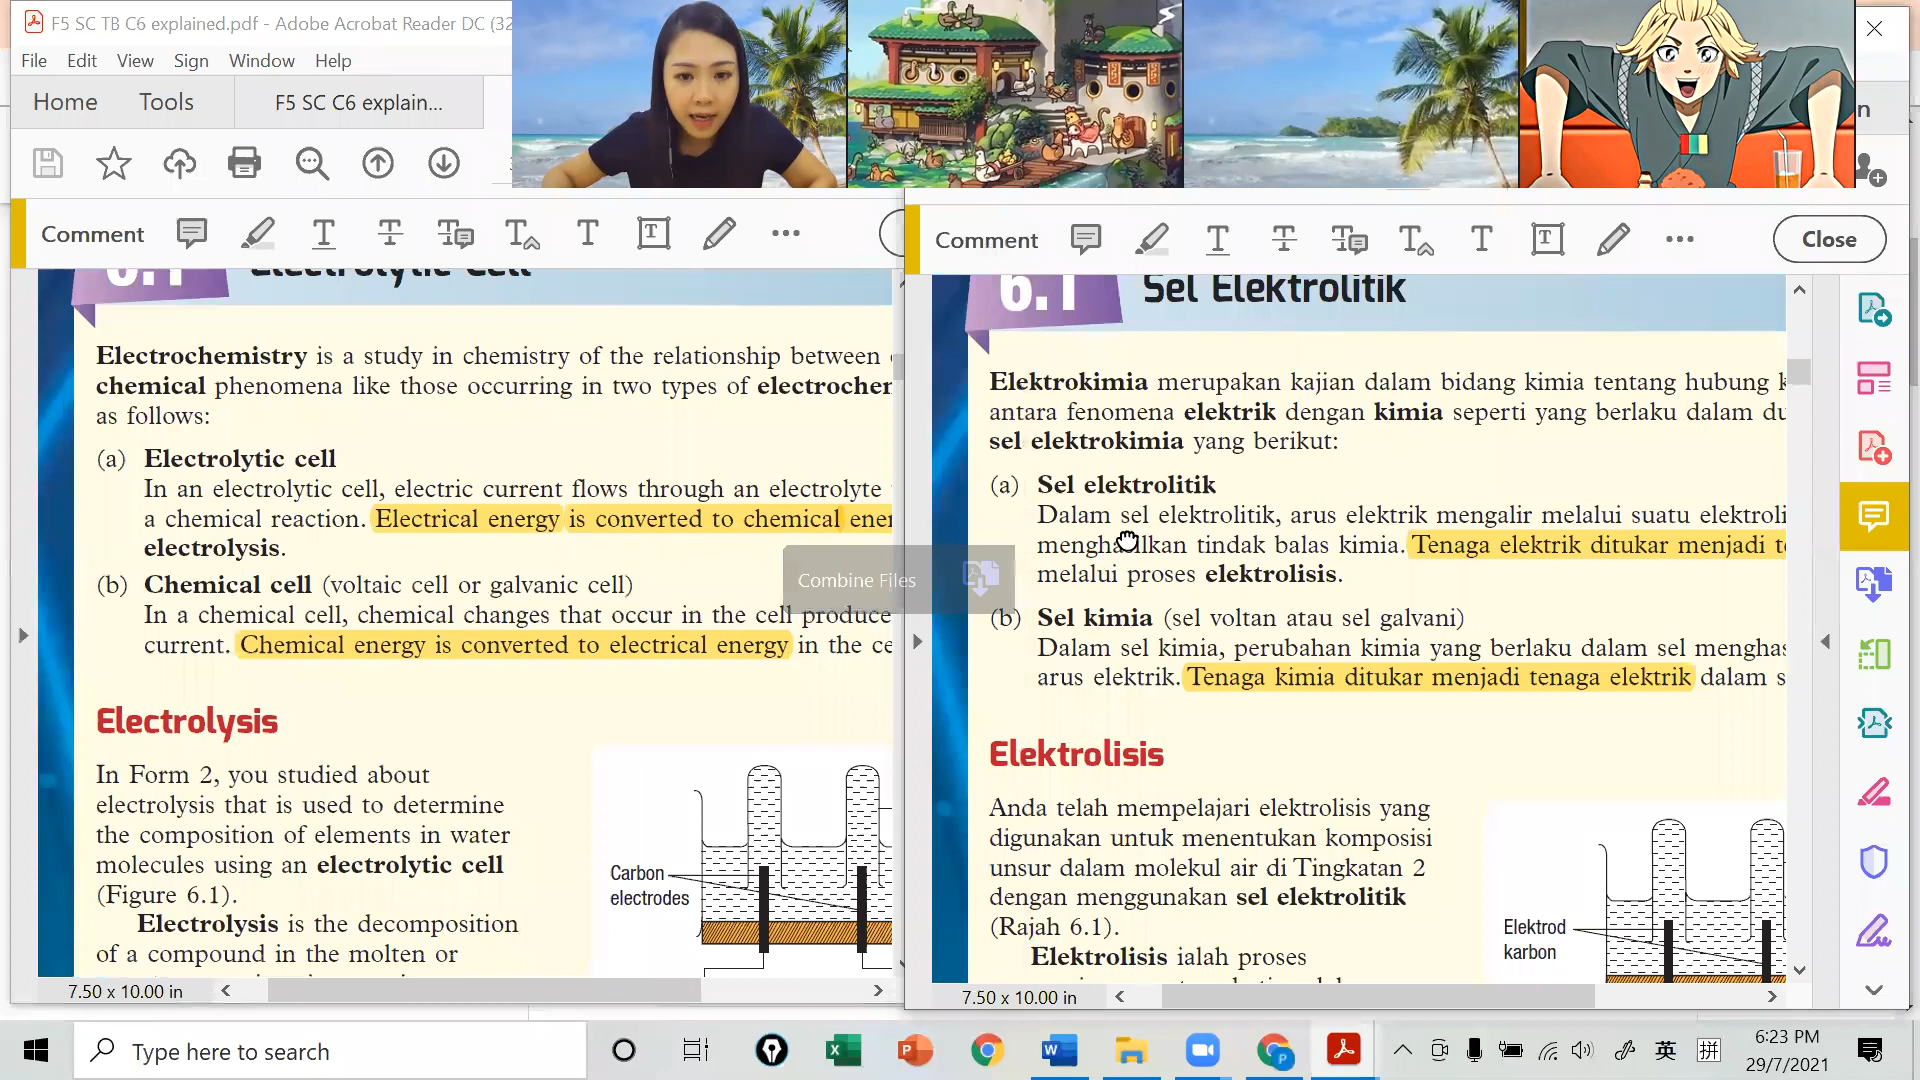 F5 SC TB C6 explained.pdf - Adobe Acrobat Reader DC (32
File Edit View Sign Window Help
Home Tools F5 SC C6 explain...
Comment
Close
6.1 Electrolytic Cell
Electrochemistry is a study in chemistry of the relationship between
chemical phenomena like those occurring in two types of electrochem
as follows:
(a) Electrolytic cell
In an electrolytic cell, electric current flows through an electrolyte
a chemical reaction. Electrical energy is converted to chemical ener
electrolysis.
(b) Chemical cell (voltaic cell or galvanic cell)
In a chemical cell, chemical changes that occur in the cell produce
current. Chemical energy is converted to electrical energy in the ce
Electrolysis
In Form 2, you studied about
electrolysis that is used to determine
the composition of elements in water
molecules using an electrolytic cell
(Figure 6.1).
Electrolysis is the decomposition
of a compound in the molten or
Carbon
electrodes
7.50 x 10.00 in
Combine Files
Comment
6.1 Sel Elektrolitik
Elektrokimia merupakan kajian dalam bidang kimia tentang hubung k
antara fenomena elektrik dengan kimia seperti yang berlaku dalam du
sel elektrokimia yang berikut:
(a) Sel elektrolitik
Dalam sel elektrolitik, arus elektrik mengalir melalui suatu elektroli
menghasilkan tindak balas kimia. Tenaga elektrik ditukar menjadi te
melalui proses elektrolisis.
(b) Sel kimia (sel voltan atau sel galvani)
Dalam sel kimia, perubahan kimia yang berlaku dalam sel menghas
arus elektrik. Tenaga kimia ditukar menjadi tenaga elektrik dalam s
Elektrolisis
Anda telah mempelajari elektrolisis yang
digunakan untuk menentukan komposisi
unsur dalam molekul air di Tingkatan 2
dengan menggunakan sel elektrolitik
(Rajah 6.1).
Elektrolisis ialah proses
Elektrod
karbon
7.50 x 10.00 in
Type here to search
英 拼
6:23 PM
29/7/2021